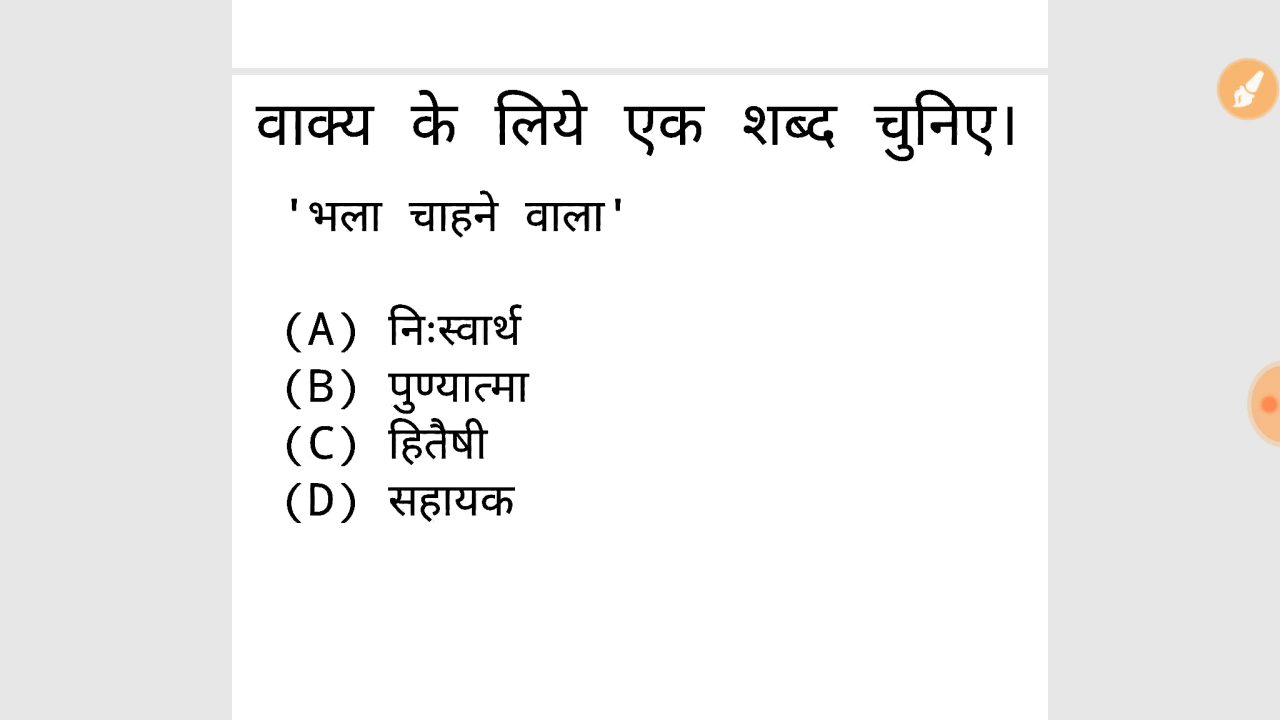 वाक्य के लिये एक शब्द चुनिए।
'भला चाहने वाला'
(A) निःस्वार्थ
(B) पुण्यात्मा
(C) हितैषी
(D) सहायक